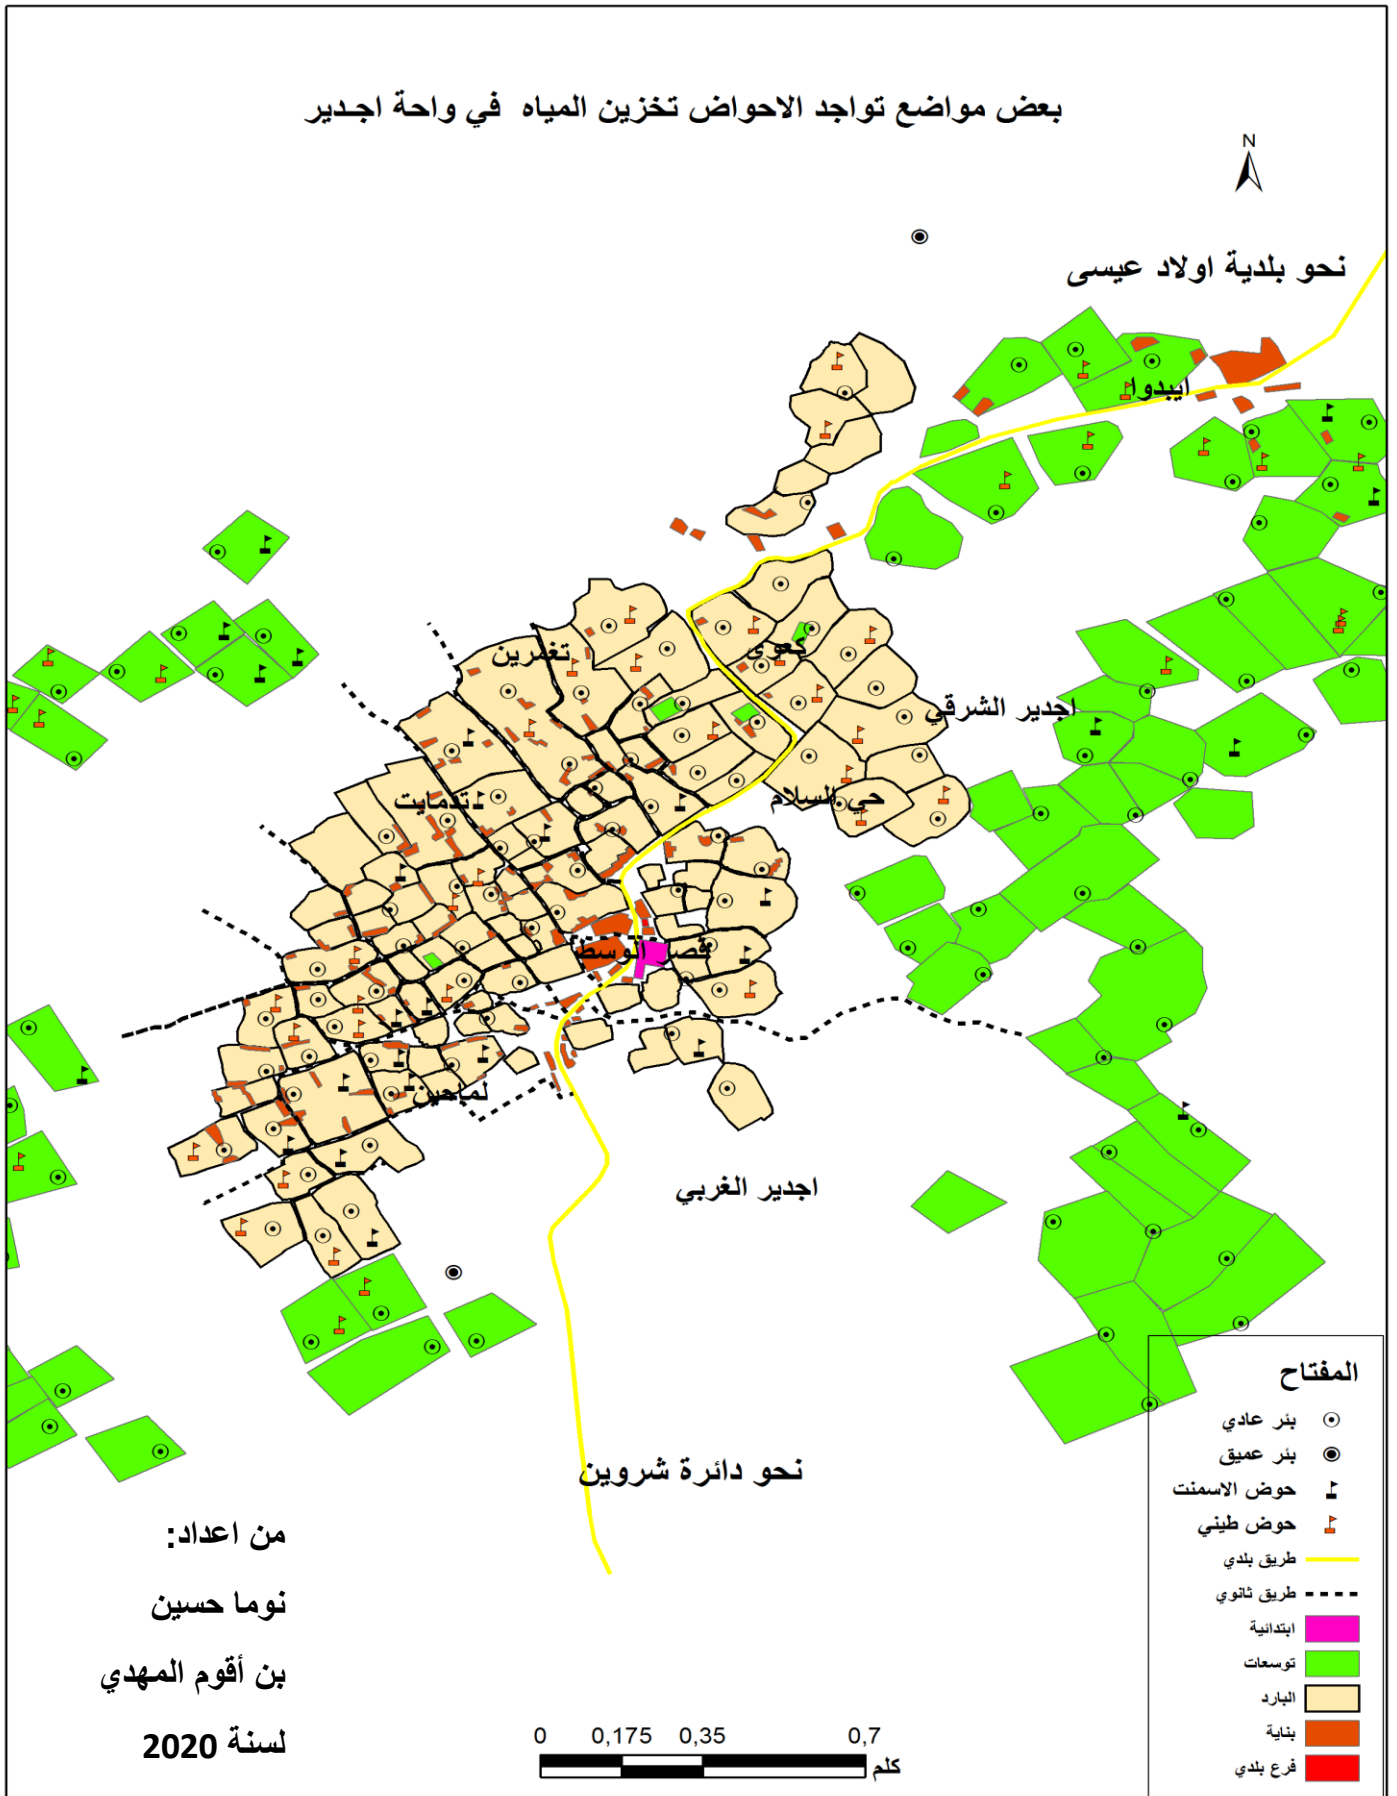 بعض مواضع تواجد الاحواض تخزين المياه في واحة اجدير
N
نحو بلدية اولاد عيسى
ايبدوا
تغمرين
كعوى
اجدير الشرقي
تدمايت
حي السلام
قصر الوسط
لماحين
اجدير الغربي
نحو دائرة شروين
المفتاح
بئر عادي
بئر عميق
حوض الاسمنت
حوض طيني
طريق بلدي
طريق ثانوي
ابتدائية
توسعات
البارد
بناية
فرع بلدي
من اعداد:
نوما حسين
بن أقوم المهدي
لسنة 2020
0 0,175 0,35 0,7
كلم